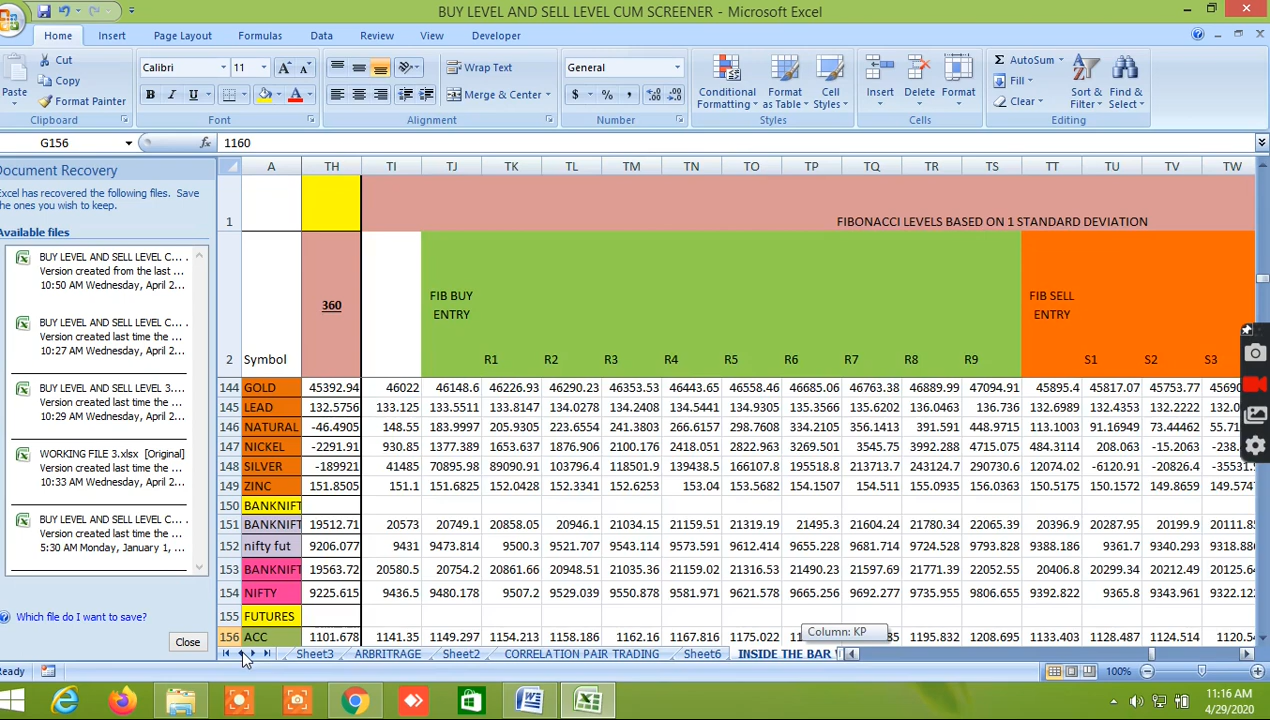 BUY LEVEL AND SELL LEVEL CUM SCREENER - Microsoft Excel
Home Insert Page Layout Formulas Data Review View Developer
Paste Cut Copy Format Painter Clipboard
Calibri 11 B I U Font
Wrap Text Merge & Center Alignment
General $ % , Number
Conditional Formatting Format as Table Cell Styles Styles
Insert Delete Format Cells
AutoSum Fill Clear Sort & Filter Find & Select Editing
G156 fx 1160
Document Recovery
Excel has recovered the following files. Save
the ones you wish to keep.
Available files
BUY LEVEL AND SELL LEVEL C... .
Version created from the last ...
10:50 AM Wednesday, April 2...
BUY LEVEL AND SELL LEVEL C... .
Version created last time the ...
10:27 AM Wednesday, April 2...
BUY LEVEL AND SELL LEVEL 3....
Version created last time the ...
10:29 AM Wednesday, April 2...
WORKING FILE 3.xlsx [Original]
Version created last time the ...
10:33 AM Wednesday, April 2...
BUY LEVEL AND SELL LEVEL C... .
Version created last time the ...
5:30 AM Monday, January 1, ...
Which file do I want to save?
Close
A TH TI TJ TK TL TM TN TO TP TQ TR TS TT TU TV TW
1 FIBONACCI LEVELS BASED ON 1 STANDARD DEVIATION
2 Symbol 360 FIB BUY ENTRY R1 R2 R3 R4 R5 R6 R7 R8 R9 FIB SELL ENTRY S1 S2 S3
144 GOLD 45392.94 46022 46148.6 46226.93 46290.23 46353.53 46443.65 46558.46 46685.06 46763.38 46889.99 47094.91 45895.4 45817.07 45753.77 45690
145 LEAD 132.5756 133.125 133.5511 133.8147 134.0278 134.2408 134.5441 134.9305 135.3566 135.6202 136.0463 136.736 132.6989 132.4353 132.2222 132.0
146 NATURAL -46.4905 148.55 183.9997 205.9305 223.6554 241.3803 266.6157 298.7608 334.2105 356.1413 391.591 448.9715 113.1003 91.16949 73.44462 55.71
147 NICKEL -2291.91 930.85 1377.389 1653.637 1876.906 2100.176 2418.051 2822.963 3269.501 3545.75 3992.288 4715.075 484.3114 208.063 -15.2063 -238.
148 SILVER -189921 41485 70895.98 89090.91 103796.4 118501.9 139438.5 166107.8 195518.8 213713.7 243124.7 290730.6 12074.02 -6120.91 -20826.4 -35531.
149 ZINC 151.8505 151.1 151.6825 152.0428 152.3341 152.6253 153.04 153.5682 154.1507 154.511 155.0935 156.0363 150.5175 150.1572 149.8659 149.574
150 BANKNIFT
151 BANKNIFT 19512.71 20573 20749.1 20858.05 20946.1 21034.15 21159.51 21319.19 21495.3 21604.24 21780.34 22065.39 20396.9 20287.95 20199.9 20111.8
152 nifty fut 9206.077 9431 9473.814 9500.3 9521.707 9543.114 9573.591 9612.414 9655.228 9681.714 9724.528 9793.828 9388.186 9361.7 9340.293 9318.886
153 BANKNIFT 19563.72 20580.5 20754.2 20861.66 20948.51 21035.36 21159.02 21316.53 21490.23 21597.69 21771.39 22052.55 20406.8 20299.34 20212.49 20125.64
154 NIFTY 9225.615 9436.5 9480.178 9507.2 9529.039 9550.878 9581.971 9621.578 9665.256 9692.277 9735.955 9806.655 9392.822 9365.8 9343.961 9322.122
155 FUTURES
156 ACC 1101.678 1141.35 1149.297 1154.213 1158.186 1162.16 1167.816 1175.022 1195.832 1208.695 1133.403 1128.487 1124.514 1120.54
Column: KP
Sheet3 ARBRITRAGE Sheet2 CORRELATION PAIR TRADING Sheet6 INSIDE THE BAR
Ready 100%
11:16 AM
4/29/2020